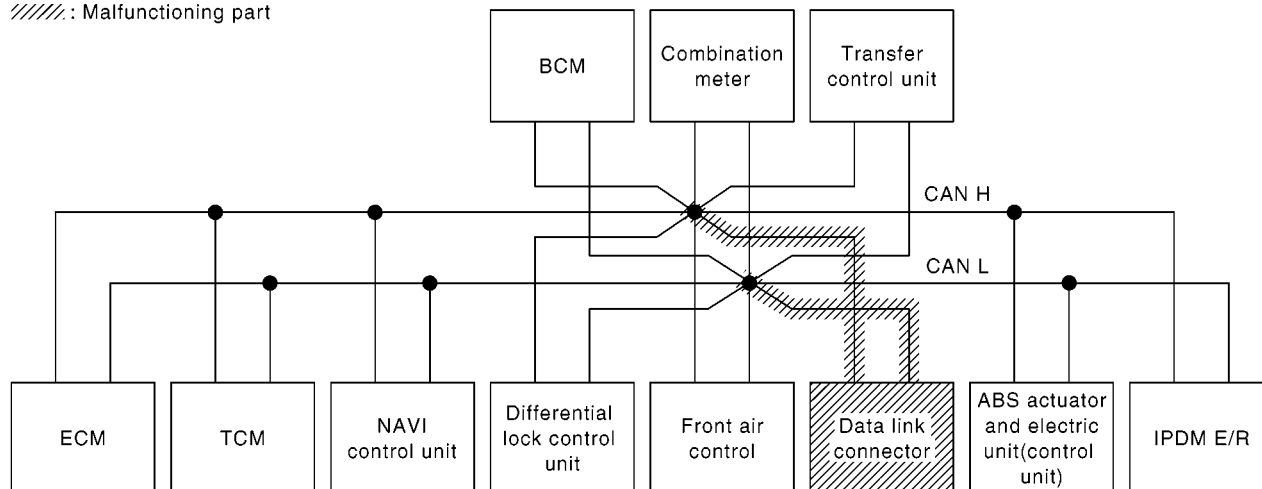 : Malfunctioning part
BCM
Combination
meter
Transfer
control unit
CAN H
CAN L
ECM
TCM
NAVI
control unit
Differential
lock control
unit
Front air
control
Data link
connector
ABS actuator
and electric
unit(control
unit)
IPDM E/R